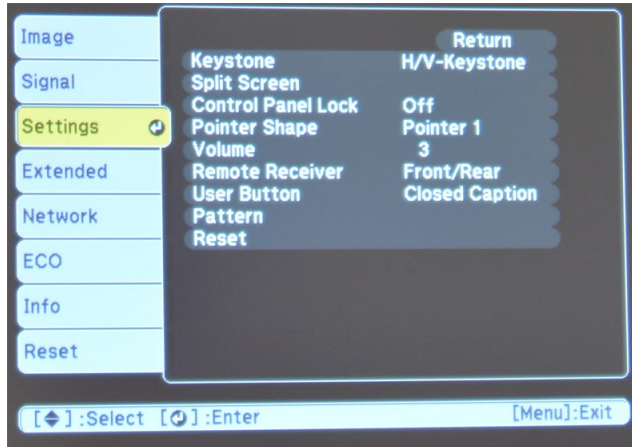 Image
Signal
Settings
Extended
Network
ECO
Info
Reset
Return
Keystone H/V-Keystone
Split Screen
Control Panel Lock Off
Pointer Shape Pointer 1
Volume 3
Remote Receiver Front/Rear
User Button Closed Caption
Pattern
Reset
[ ] :Select [ ] :Enter [Menu]:Exit